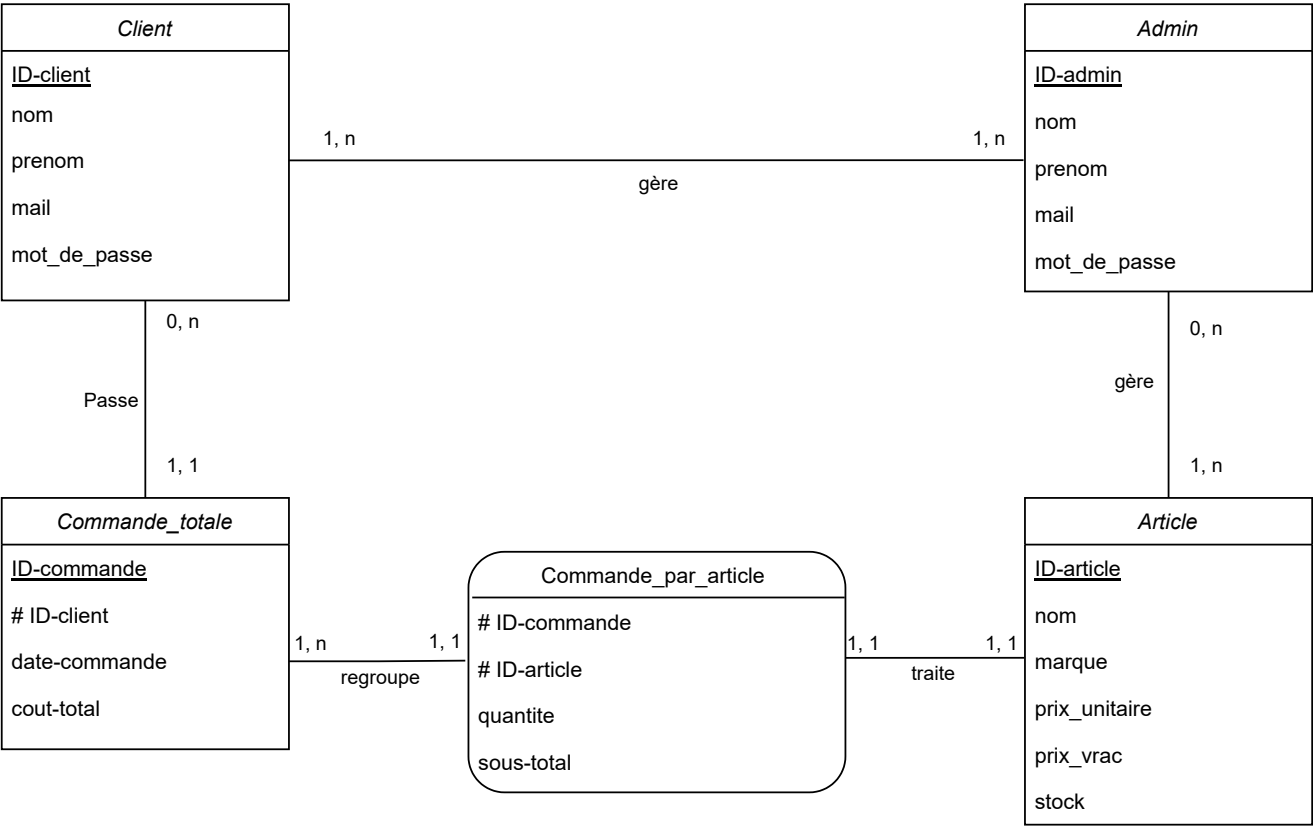 Client
ID-client
nom
prenom
mail
mot_de_passe
1, n
gère
1, n
Admin
ID-admin
nom
prenom
mail
mot_de_passe
0, n
Passe
1, 1
0, n
gère
1, n
Commande_totale
ID-commande
# ID-client
date-commande
cout-total
1, n
regroupe
1, 1
Commande_par_article
# ID-commande
# ID-article
quantite
sous-total
1, 1
traite
1, 1
Article
ID-article
nom
marque
prix_unitaire
prix_vrac
stock